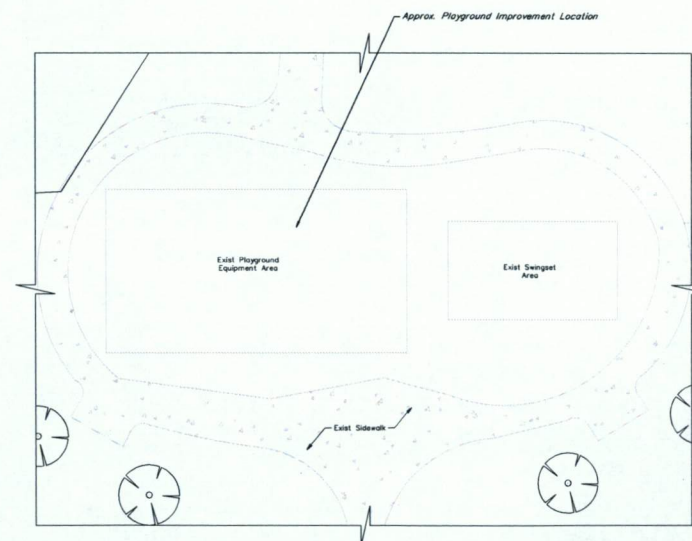 Approx. Playground Improvement Location
Exist Playground
Equipment Area
Exist Swingset
Area
Exist Sidewalk